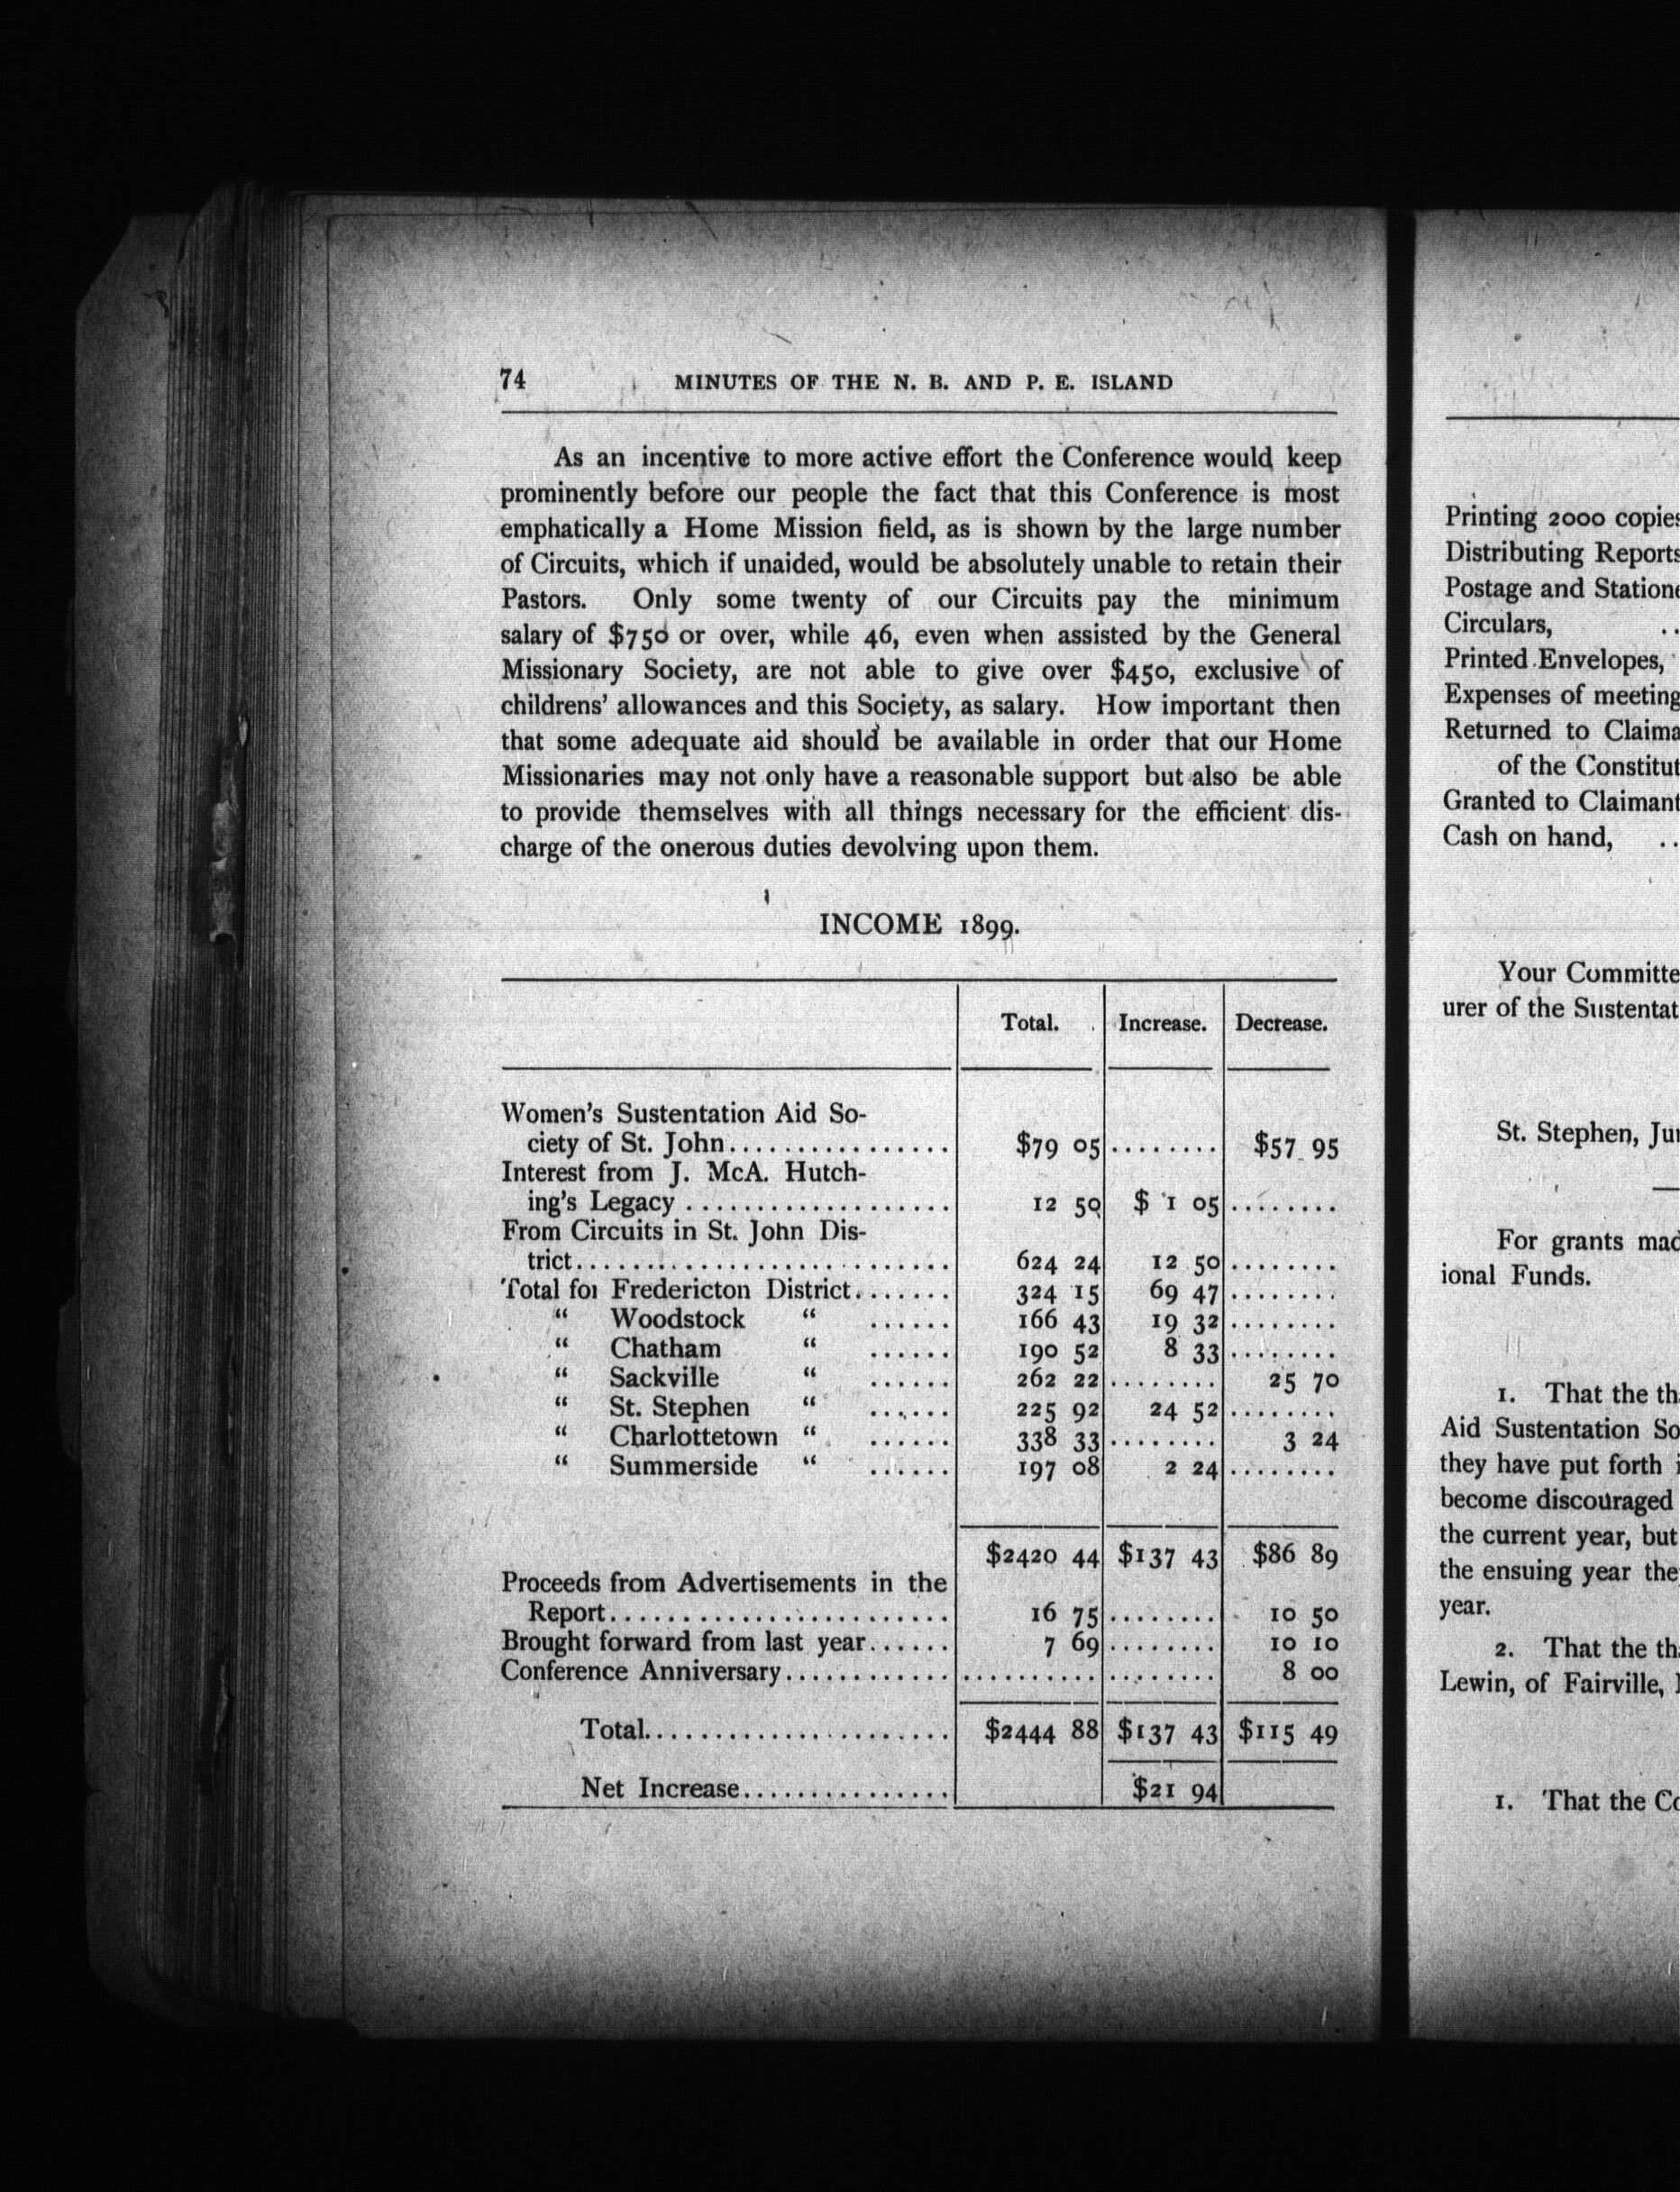 74 MINUTES OF THE N. B. AND P. E. ISLAND
As an incentive to more active effort the Conference would keep
prominently before our people the fact that this Conference is most
emphatically a Home Mission field, as is shown by the large number
of Circuits, which if unaided, would be absolutely unable to retain their
Pastors. Only some twenty of our Circuits pay the minimum
salary of $750 or over, while 46, even when assisted by the General
Missionary Society, are not able to give over $450, exclusive of
childrens' allowances and this Society, as salary. How important then
that some adequate aid should be available in order that our Home
Missionaries may not only have a reasonable support but also be able
to provide themselves with all things necessary for the efficient dis-
charge of the onerous duties devolving upon them.
INCOME 1899.
Total. Increase. Decrease.
Women's Sustentation Aid So-
ciety of St. John................ $79 05 ........ $57 95
Interest from J. McA. Hutch-
ing's Legacy .................... 12 50 $ 1 05 ........
From Circuits in St. John Dis-
trict............................ 624 24 12 50 ........
Total for Fredericton District....... 324 15 69 47 ........
“ Woodstock “ ...... 166 43 19 32 ........
“ Chatham “ ...... 190 52 8 33 ........
“ Sackville “ ...... 262 22 ........ 25 70
“ St. Stephen “ ...... 225 92 24 52 ........
“ Charlottetown “ ...... 338 33 ........ 3 24
“ Summerside “ ...... 197 08 2 24 ........
$2420 44 $137 43 $86 89
Proceeds from Advertisements in the
Report......................... 16 75 ........ 10 50
Brought forward from last year...... 7 69 ........ 10 10
Conference Anniversary............ .......... ........ 8 00
Total...................... $2444 88 $137 43 $115 49
Net Increase............... $21 94
Printing 2000 copies
Distributing Reports
Postage and
Circulars, ..
Printed Envelopes,
Expenses of meeting
Returned to
of the
Granted to
Cash on hand, ..
Your
urer of the
St. Stephen,
For grants
ional Funds.
1. That the
Aid Sustentation
they have put forth
become discouraged
the current year, but
the ensuing year
year.
2. That the
Lewin, of Fairville,
1. That the